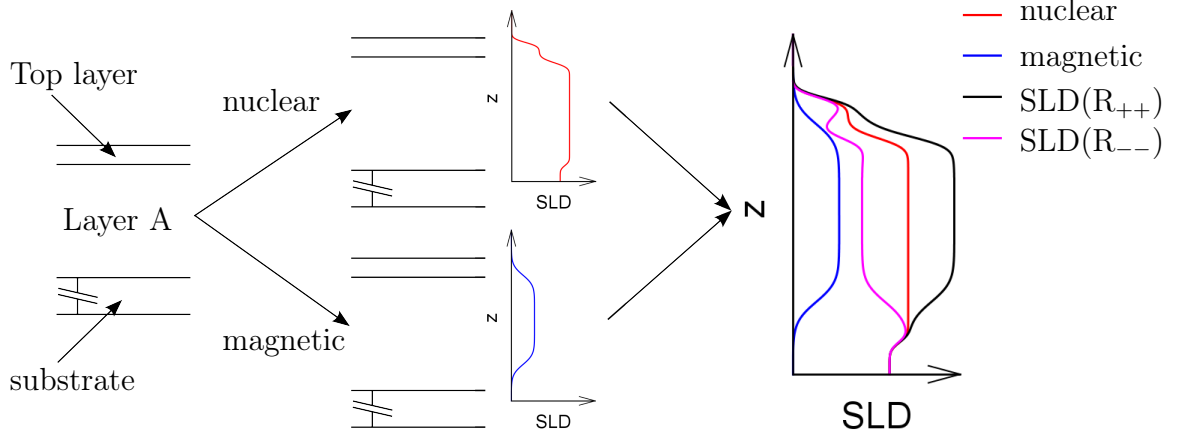 Top layer
Layer A
substrate
nuclear
magnetic
z
SLD
z
SLD
z
SLD
nuclear
magnetic
SLD(R₊₊)
SLD(R₋₋)